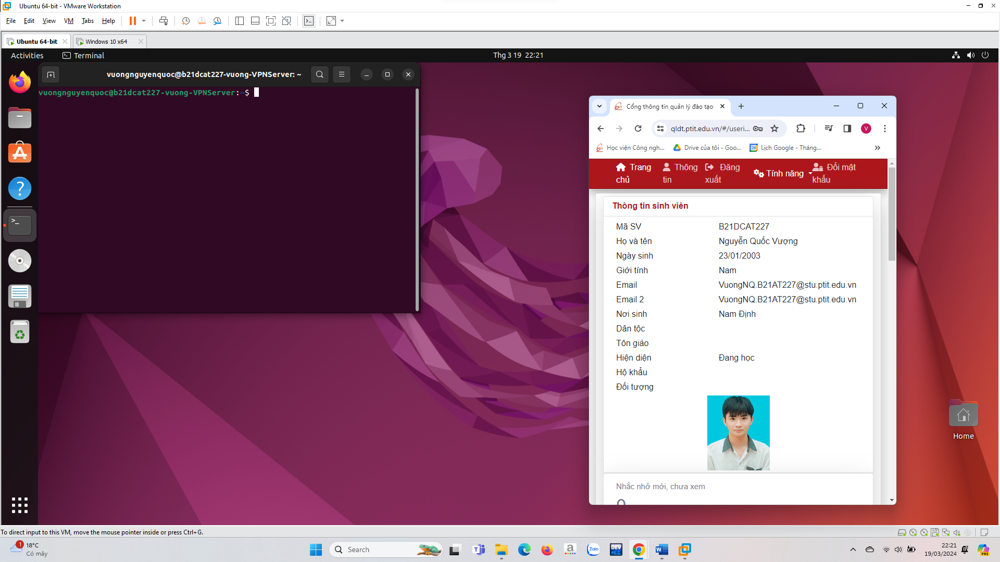 Ubuntu 64-bit - VMware Workstation
File Edit View VM Tabs Help
Ubuntu 64-bit
Windows 10 x64
Activities
Terminal
Thg 3 19 22:21
vuongnguyenquoc@b21dcat227-vuong-VPNServer: ~
vuongnguyenquoc@b21dcat227-vuong-VPNServer:~$
Cổng thông tin quản lý đào tạo
qldt.ptit.edu.vn/#/useri...
V
Học viện Công ngh...
Drive của tôi - Goo...
28
Lịch Google - Tháng...
Trang chủ
Thông tin
Đăng xuất
Tính năng
Đổi mật khẩu
Thông tin sinh viên
Mã SV B21DCAT227
Họ và tên Nguyễn Quốc Vượng
Ngày sinh 23/01/2003
Giới tính Nam
Email VuongNQ.B21AT227@stu.ptit.edu.vn
Email 2 VuongNQ.B21AT227@stu.ptit.edu.vn
Nơi sinh Nam Định
Dân tộc
Tôn giáo
Hiện diện Đang học
Hộ khẩu
Đối tượng
Nhắc nhở mới, chưa xem
0
Home
To direct input to this VM, move the mouse pointer inside or press Ctrl+G.
1
18°C
Có mây
Search
Zalo
DEV
22:21
19/03/2024
PRE